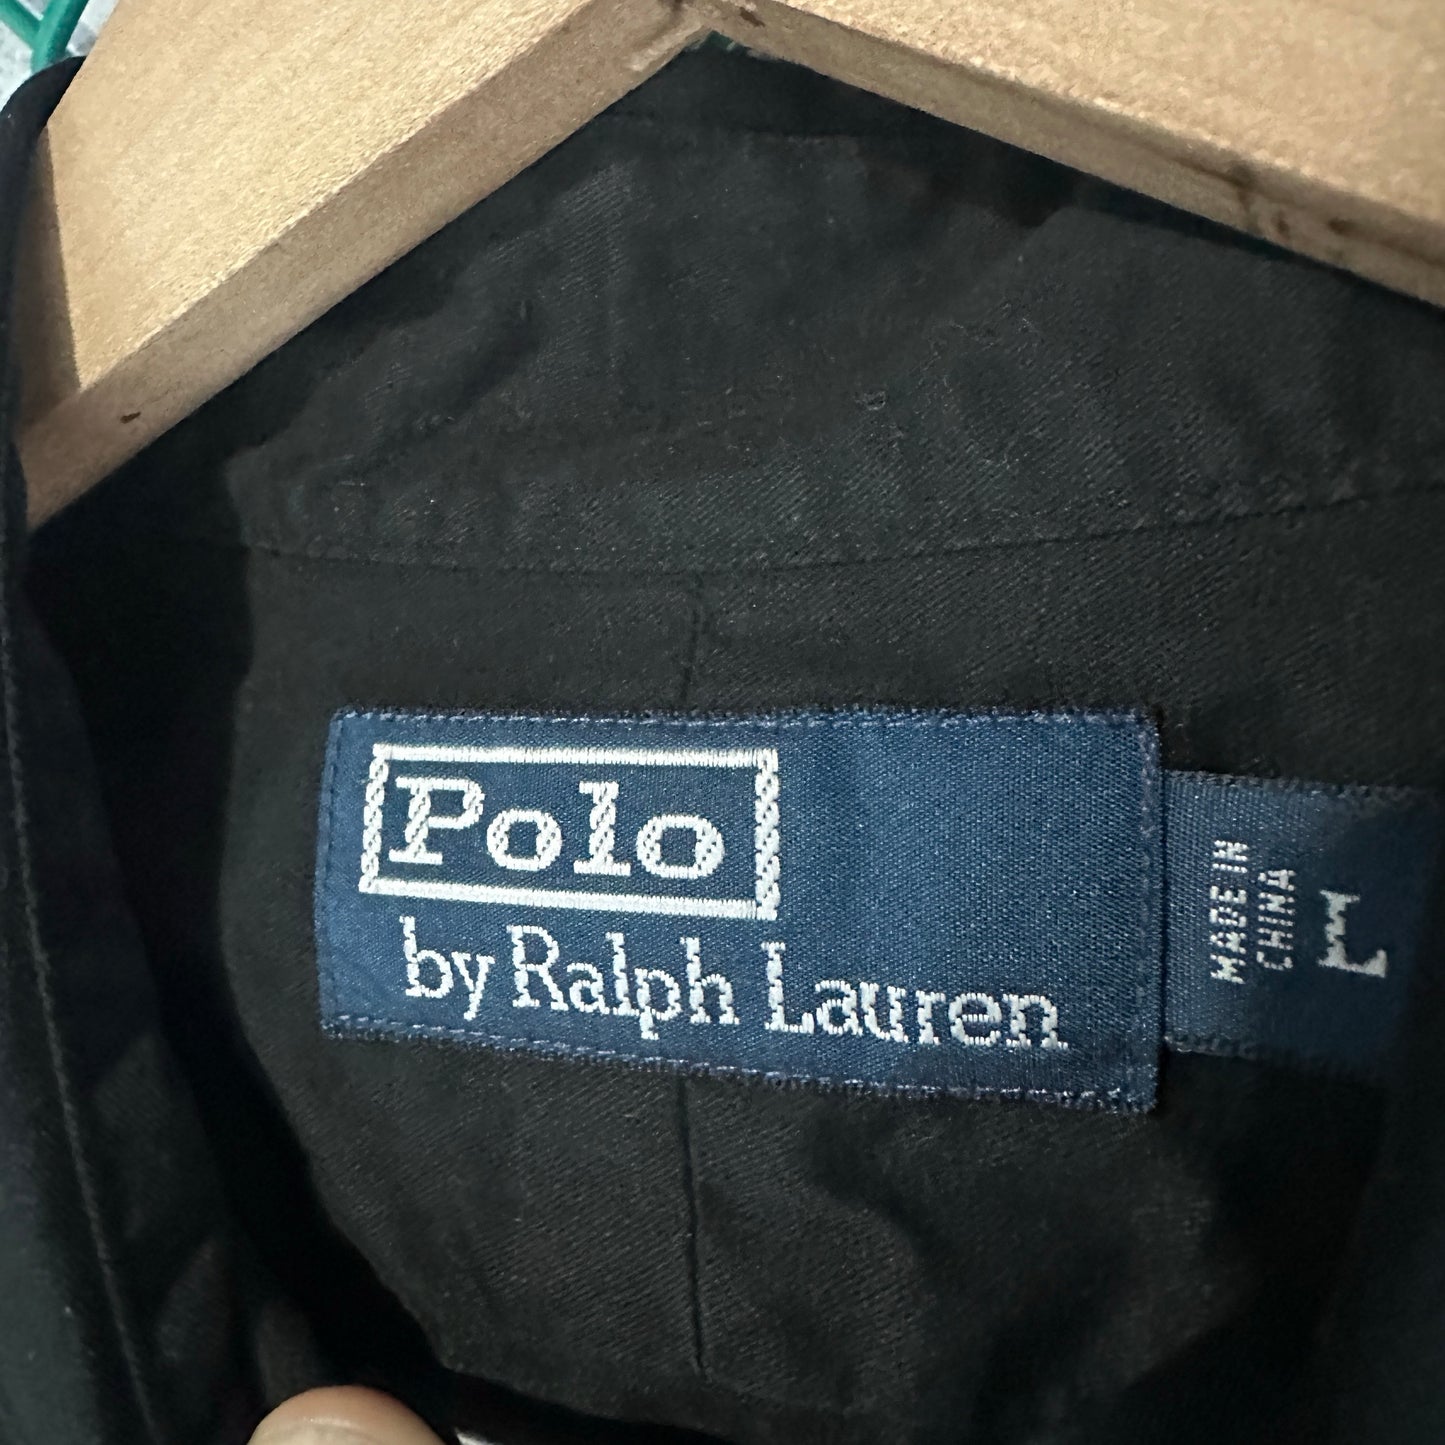 Polo
by Ralph Lauren
MADE IN
CHINA
L